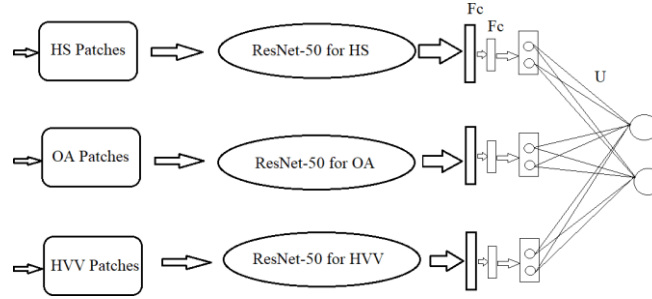 Fc
Fc
HS Patches
ResNet-50 for HS
U
OA Patches
ResNet-50 for OA
HVV Patches
ResNet-50 for HVV